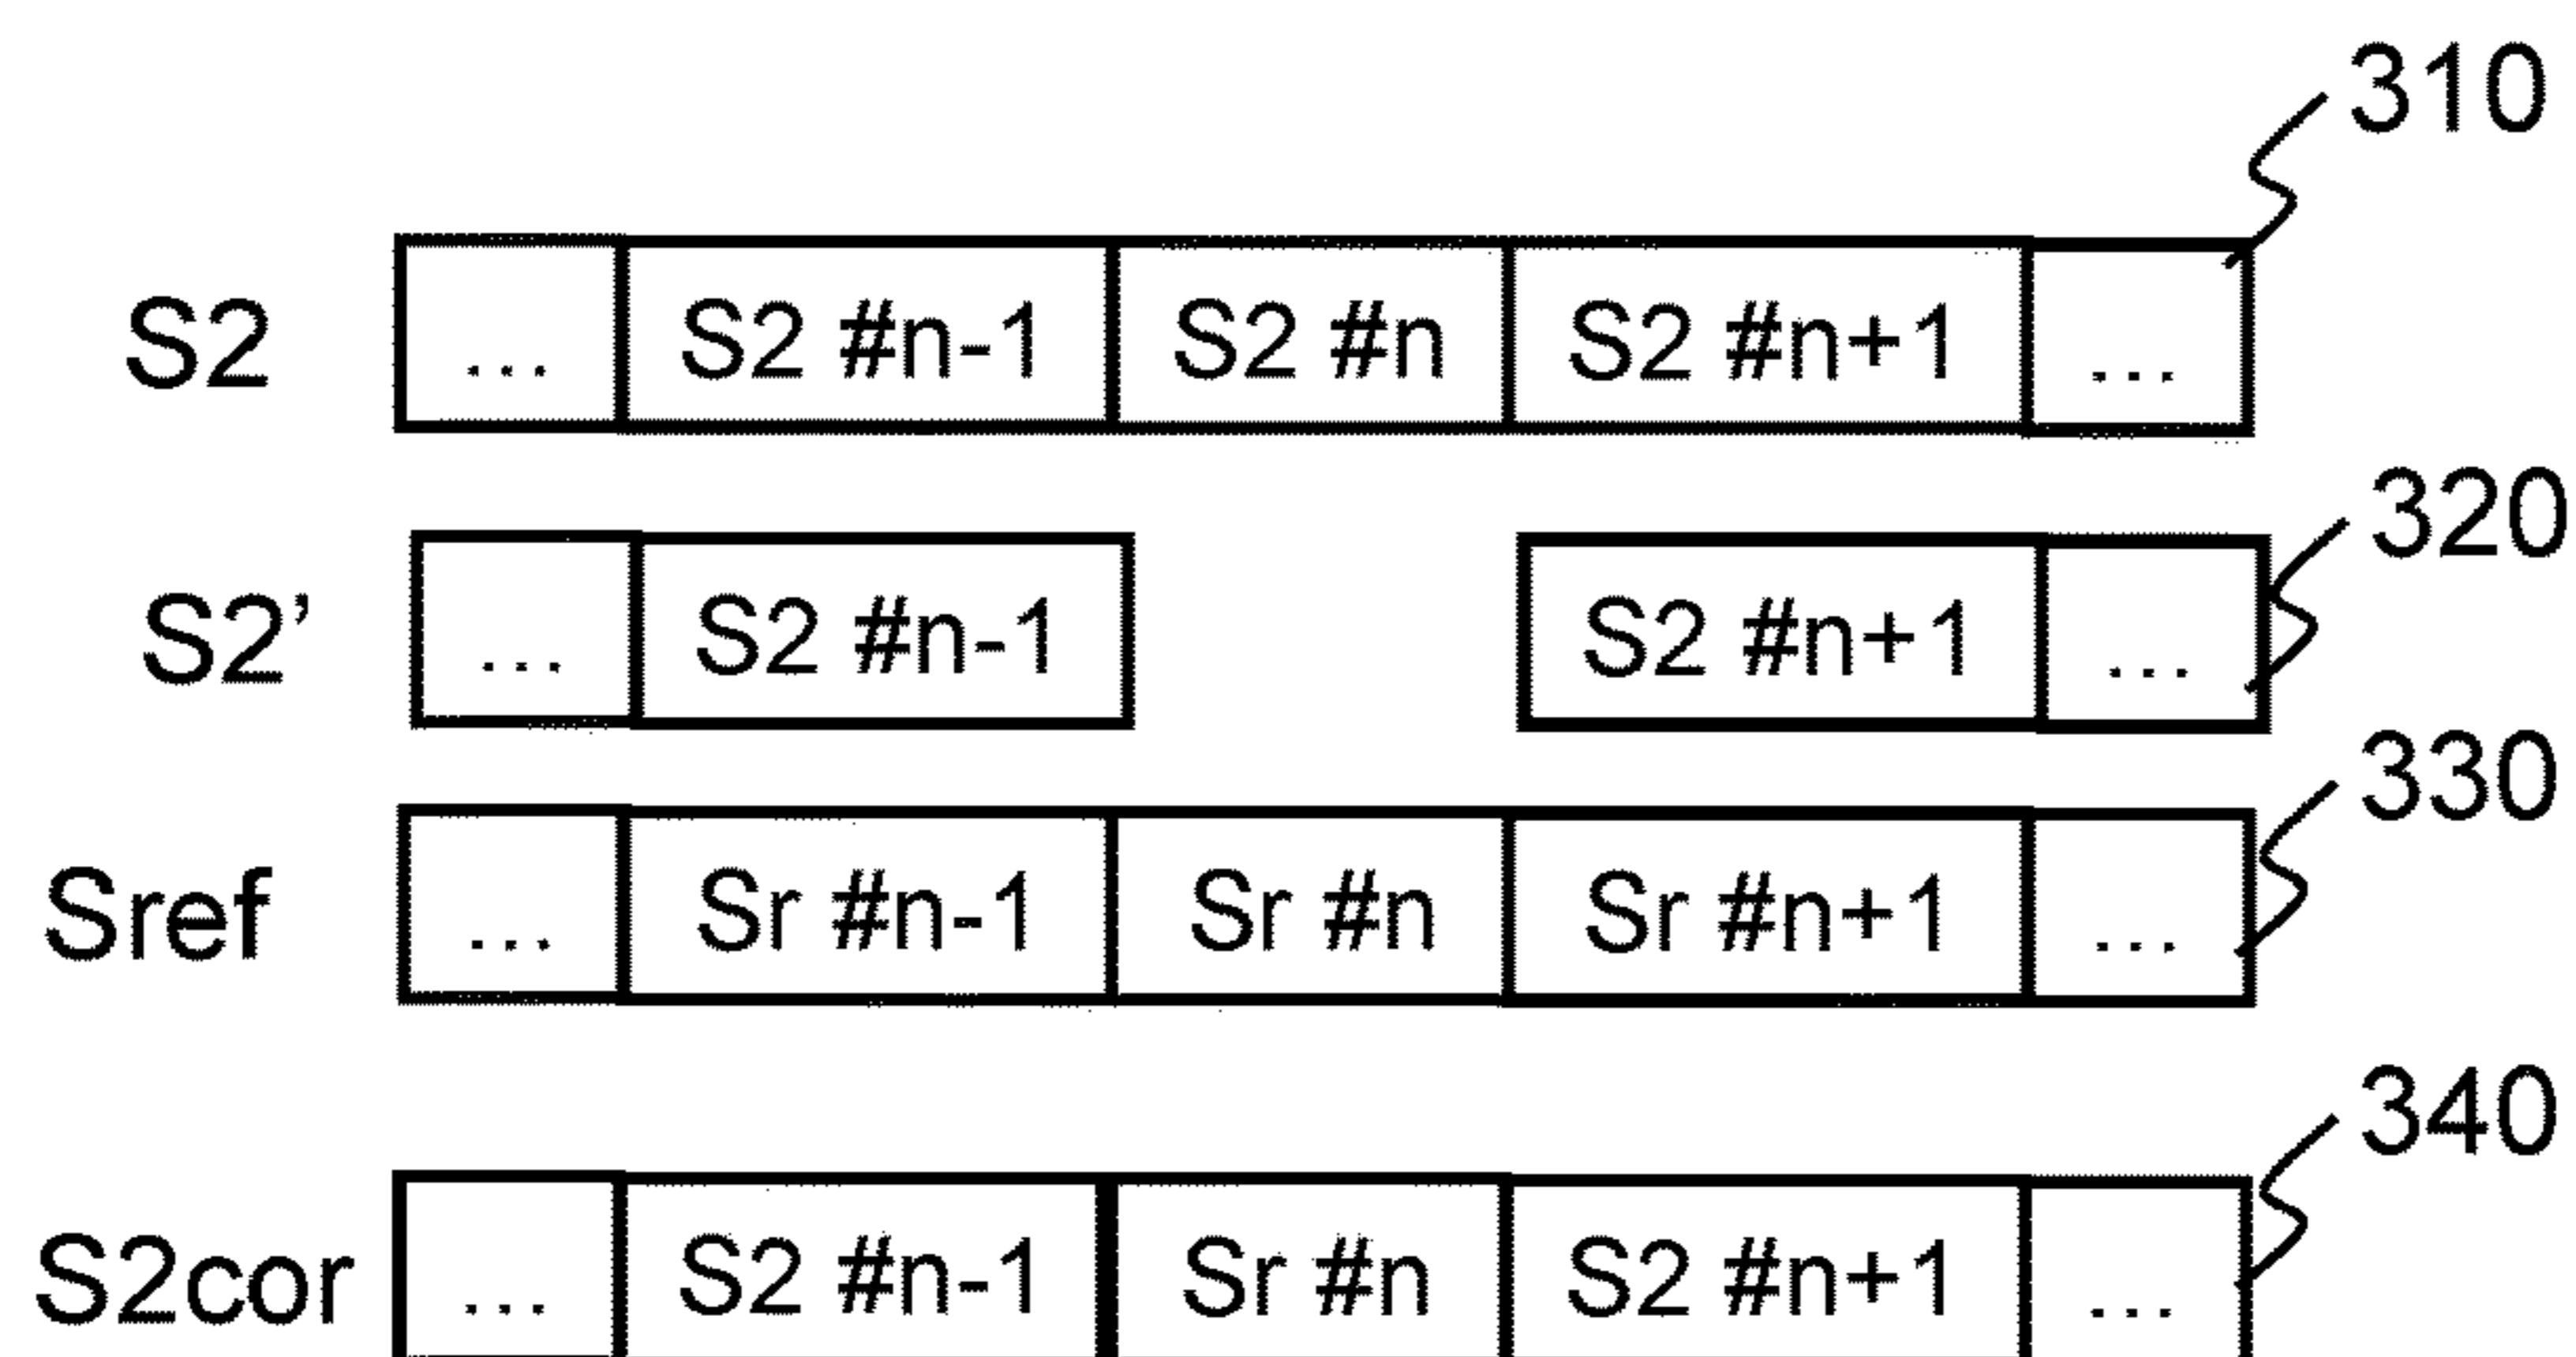 310
S2 ... S2 #n-1 S2 #n S2 #n+1 ...
320
S2’ ... S2 #n-1 S2 #n+1 ...
330
Sref ... Sr #n-1 Sr #n Sr #n+1 ...
340
S2cor ... S2 #n-1 Sr #n S2 #n+1 ...